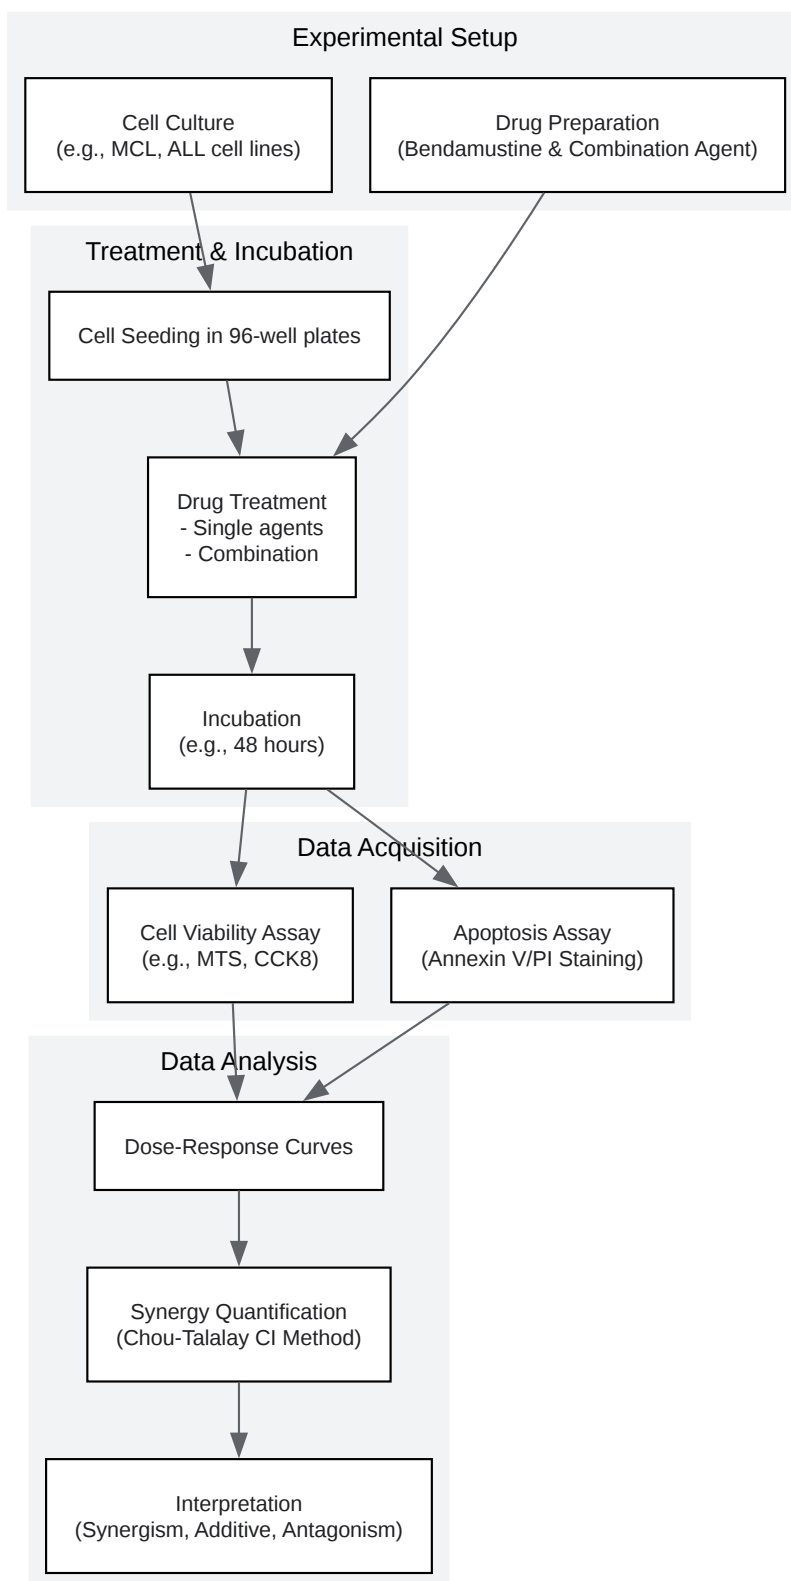 Experimental Setup
Cell Culture
(e.g., MCL, ALL cell lines)
Drug Preparation
(Bendamustine & Combination Agent)
Treatment & Incubation
Cell Seeding in 96-well plates
Drug Treatment
- Single agents
- Combination
Incubation
(e.g., 48 hours)
Data Acquisition
Cell Viability Assay
(e.g., MTS, CCK8)
Apoptosis Assay
(Annexin V/PI Staining)
Data Analysis
Dose-Response Curves
Synergy Quantification
(Chou-Talalay CI Method)
Interpretation
(Synergism, Additive, Antagonism)